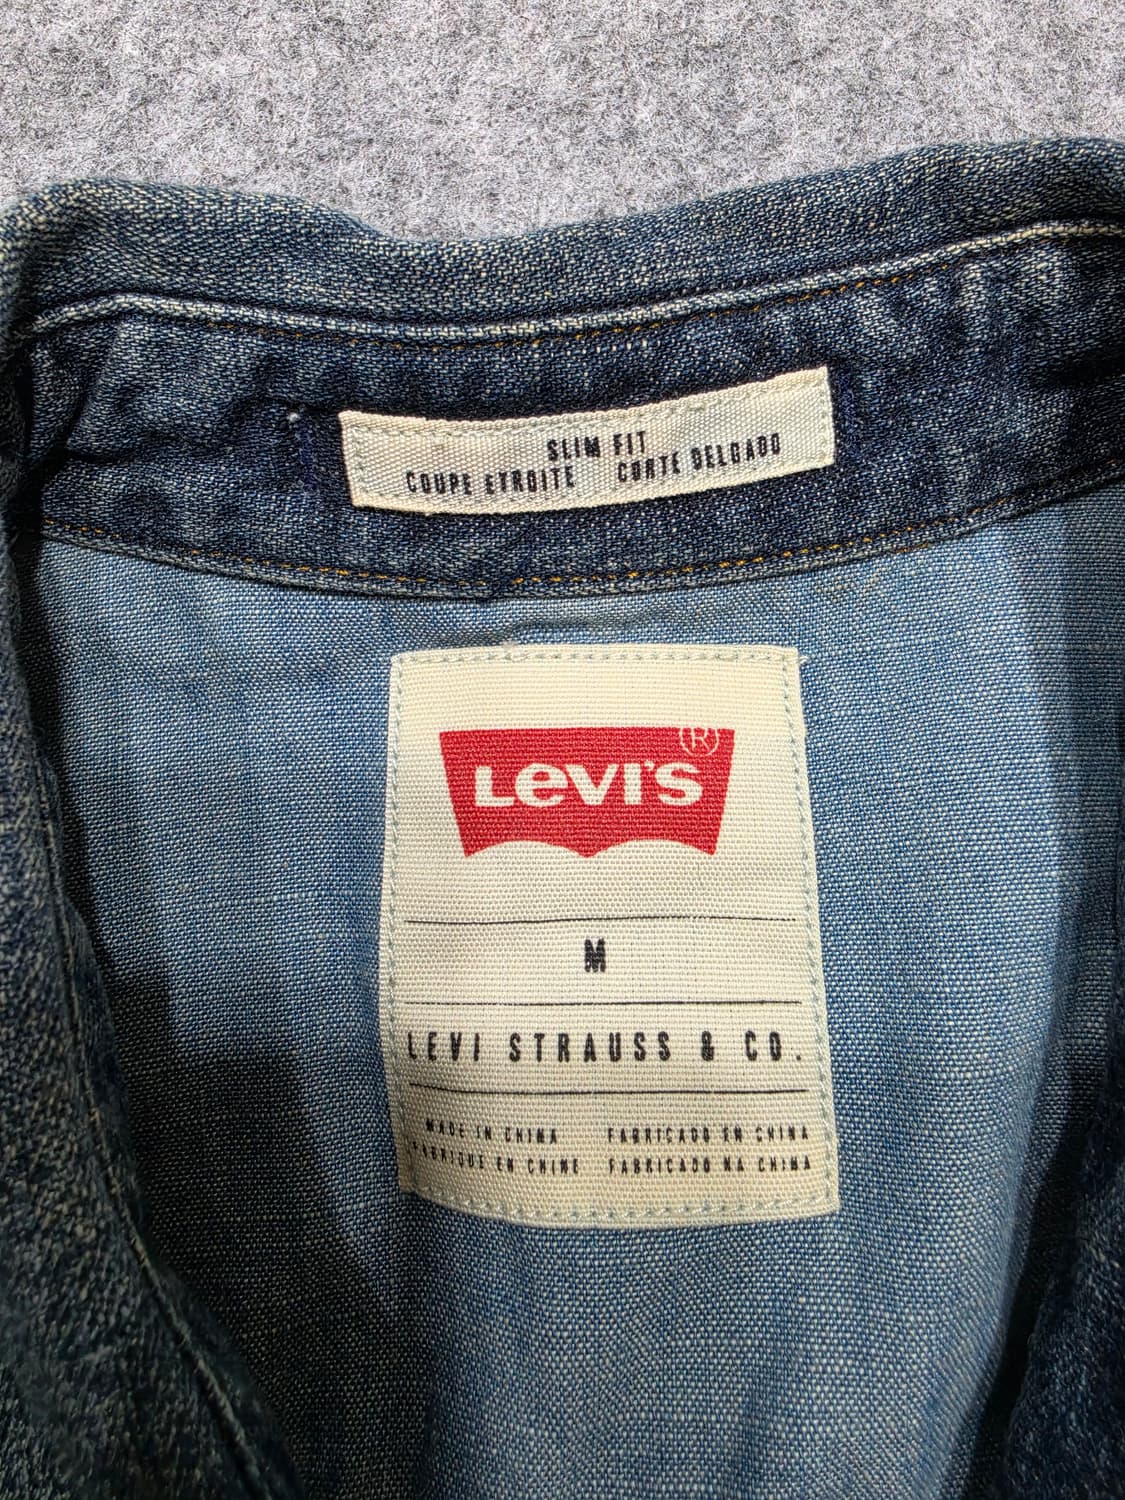 SLIM FIT
COUPE ETROITE CORTE DELGADO
LEVI'S®
M
LEVI STRAUSS & CO.
MADE IN CHINA FABRICADO EN CHINA
FABRIQUE EN CHINE FABRICADO NA CHINA